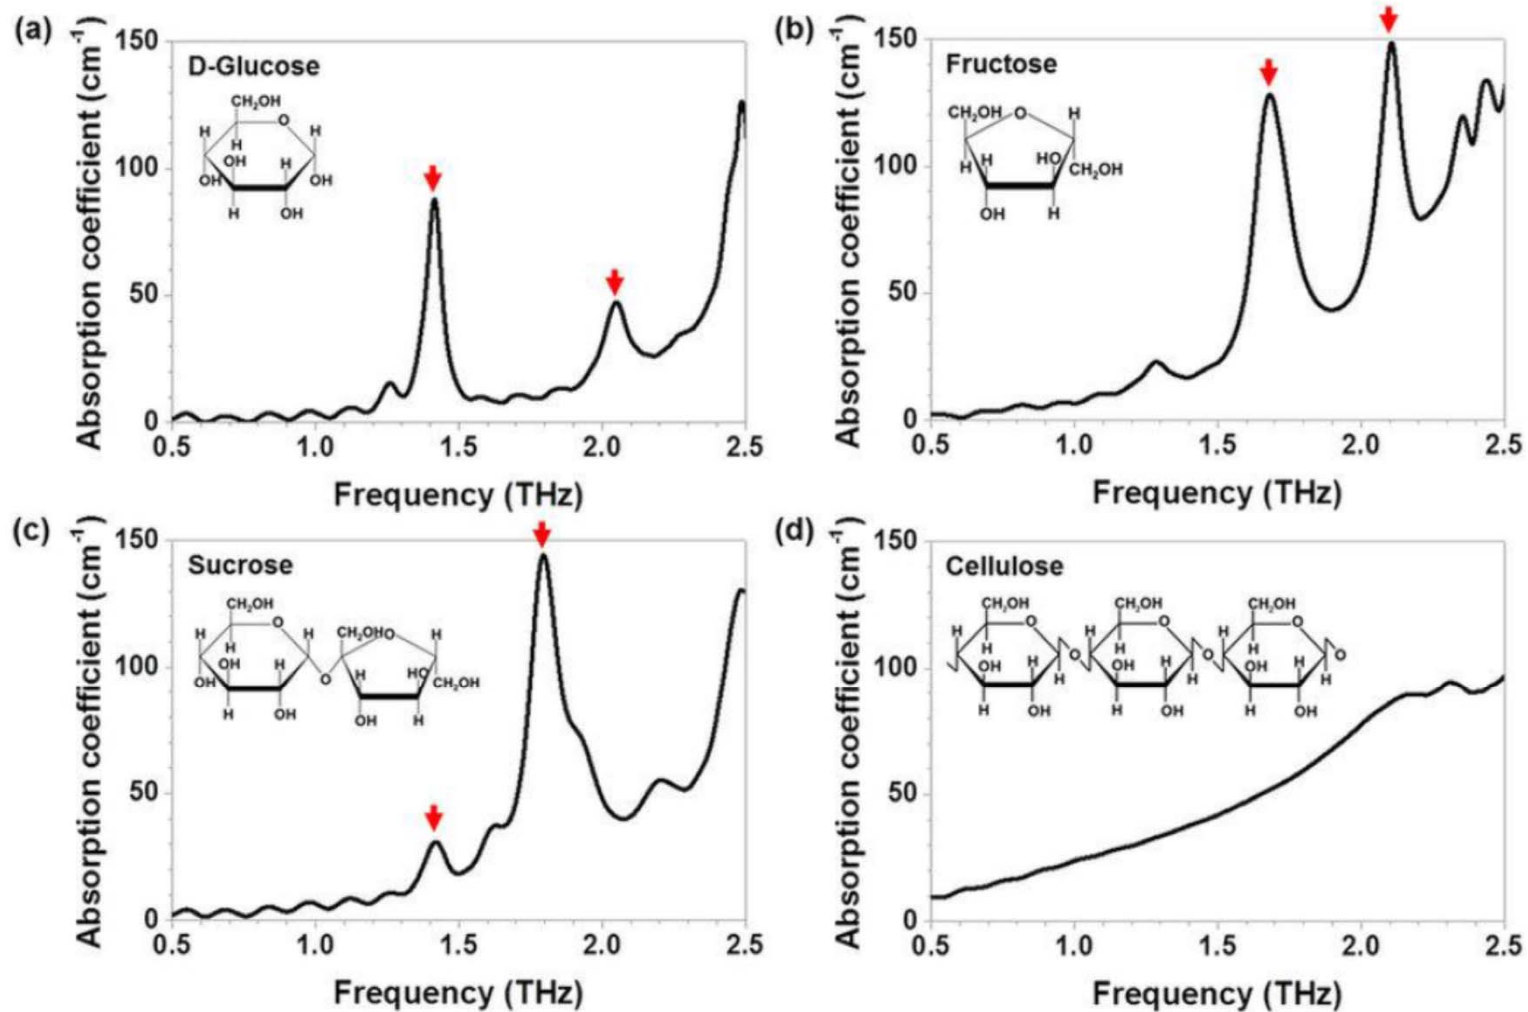 (a)
Absorption coefficient (cm⁻¹)
150
100
50
0
D-Glucose
CH₂OH
O
H
H
H
OH
H
OH
OH
H
OH
0.5 1.0 1.5 2.0 2.5
Frequency (THz)
(b)
Absorption coefficient (cm⁻¹)
150
100
50
0
Fructose
CH₂OH O H
H H HO CH₂OH
OH H
0.5 1.0 1.5 2.0 2.5
Frequency (THz)
(c)
Absorption coefficient (cm⁻¹)
150
100
50
0
Sucrose
CH₂OH
O
H H CH₂OH O H
H
OH H H HO
OH O CH₂OH
H OH OH H
0.5 1.0 1.5 2.0 2.5
Frequency (THz)
(d)
Absorption coefficient (cm⁻¹)
150
100
50
0
Cellulose
CH₂OH CH₂OH CH₂OH
O O O
H H H
H H H
O O O
OH H OH H OH H
H H H
H OH H OH H OH
0.5 1.0 1.5 2.0 2.5
Frequency (THz)